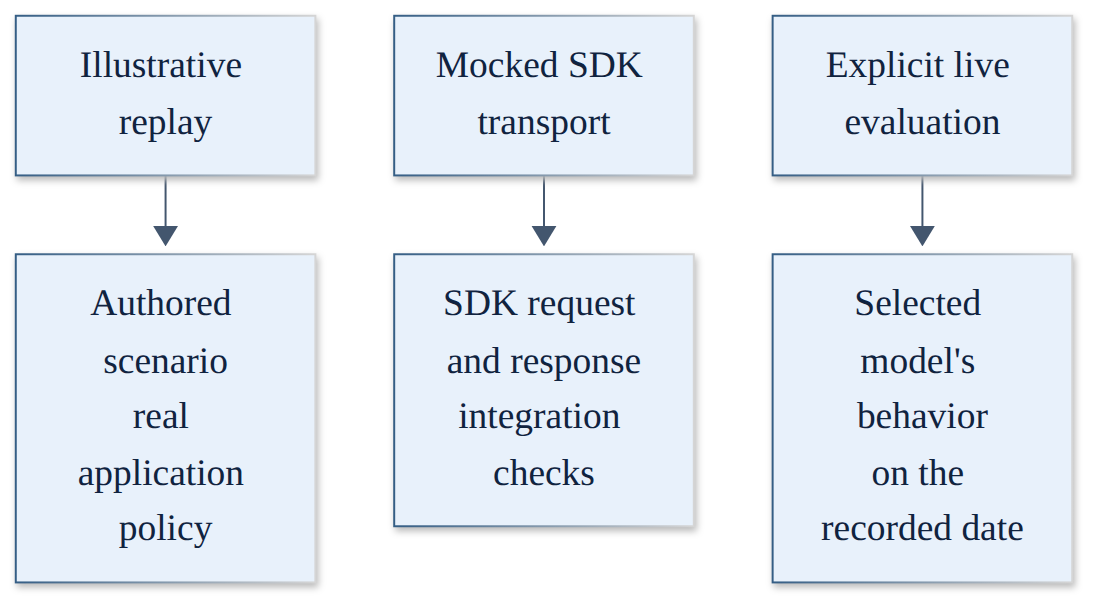 Illustrative
replay
Mocked SDK
transport
Explicit live
evaluation
Authored
scenario
real
application
policy
SDK request
and response
integration
checks
Selected
model's
behavior
on the
recorded date